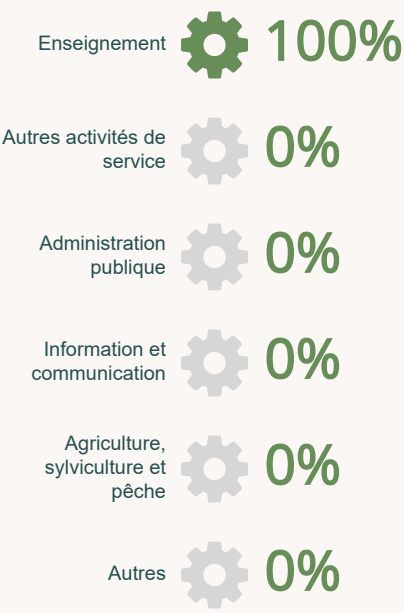 Enseignement 100%
Autres activités de
service 0%
Administration
publique 0%
Information et
communication 0%
Agriculture,
sylviculture et
pêche 0%
Autres 0%